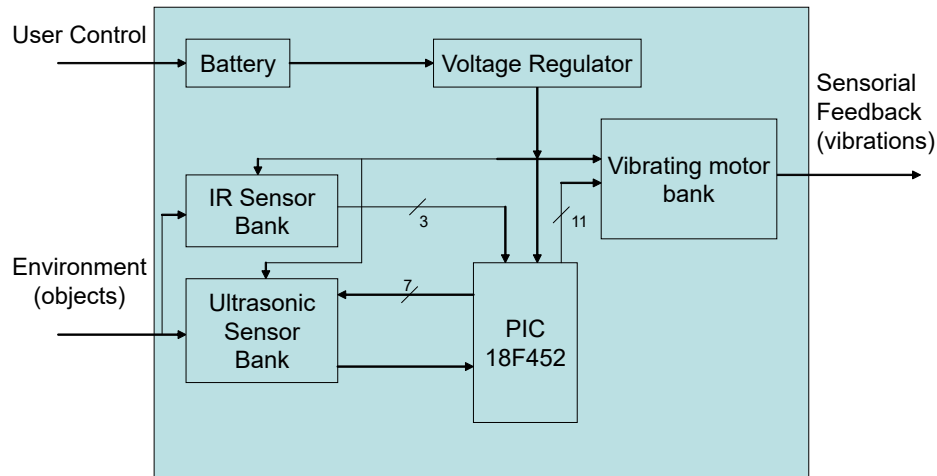 User Control
Battery
Voltage Regulator
Sensorial
Feedback
(vibrations)
Vibrating motor
bank
IR Sensor
Bank
3
11
Environment
(objects)
7
Ultrasonic
Sensor
Bank
PIC
18F452